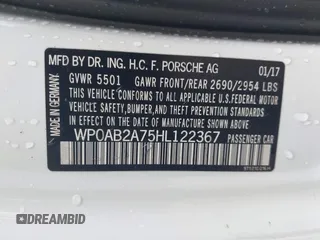 MFD BY DR. ING. H.C. F. PORSCHE AG 01/17
GVWR 5501 GAWR FRONT/REAR 2690/2954 LBS
THIS VEHICLE CONFORMS TO ALL APPLICABLE U.S. FEDERAL MOTOR
VEHICLE SAFETY, BUMPER, AND THEFT PREVENTION STANDARDS
IN EFFECT ON THE DATE OF MANUFACTURE SHOWN ABOVE.
WP0AB2A75HL122367 PASSENGER CAR
MADE IN GERMANY
DREAMBID